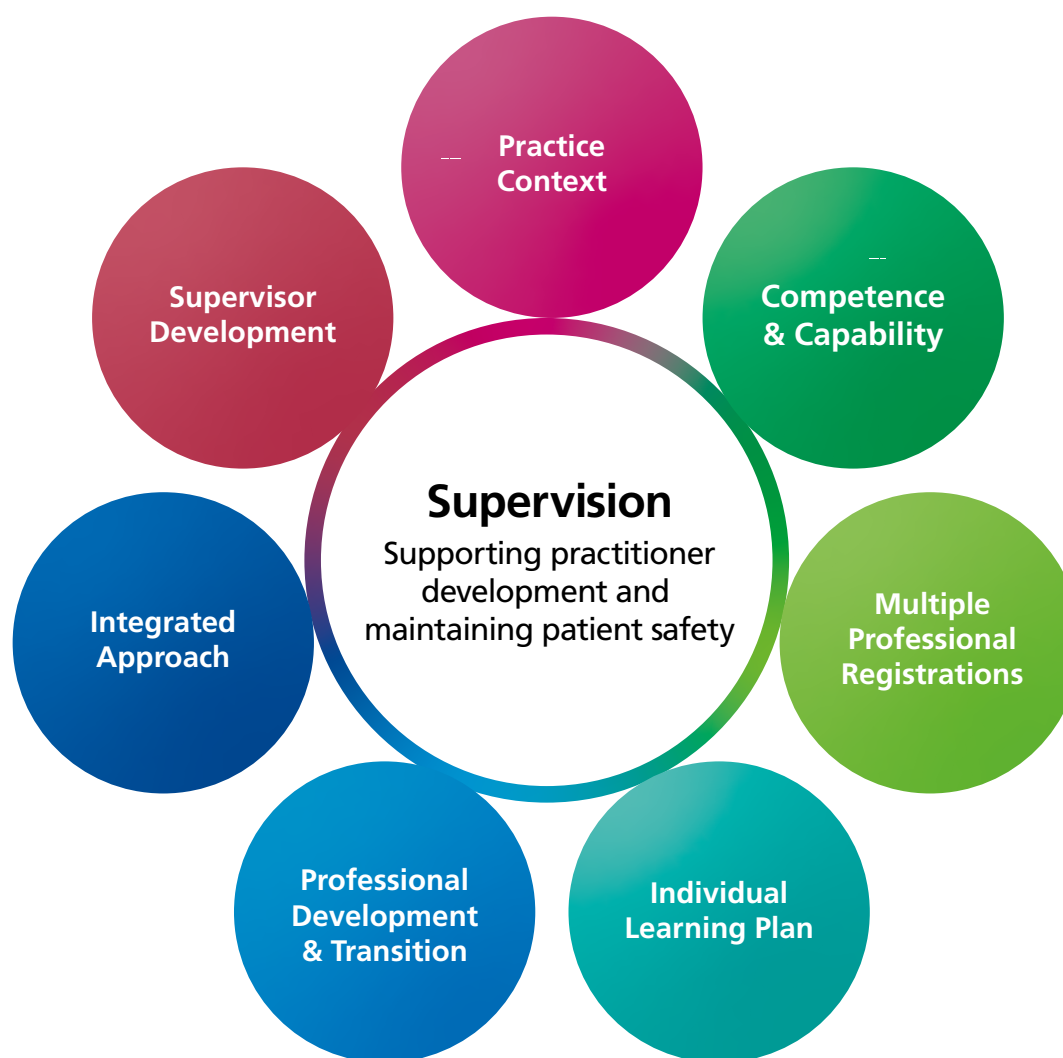 Practice
Context
Competence
& Capability
Multiple
Professional
Registrations
Individual
Learning Plan
Professional
Development
& Transition
Integrated
Approach
Supervisor
Development
Supervision
Supporting practitioner
development and
maintaining patient safety